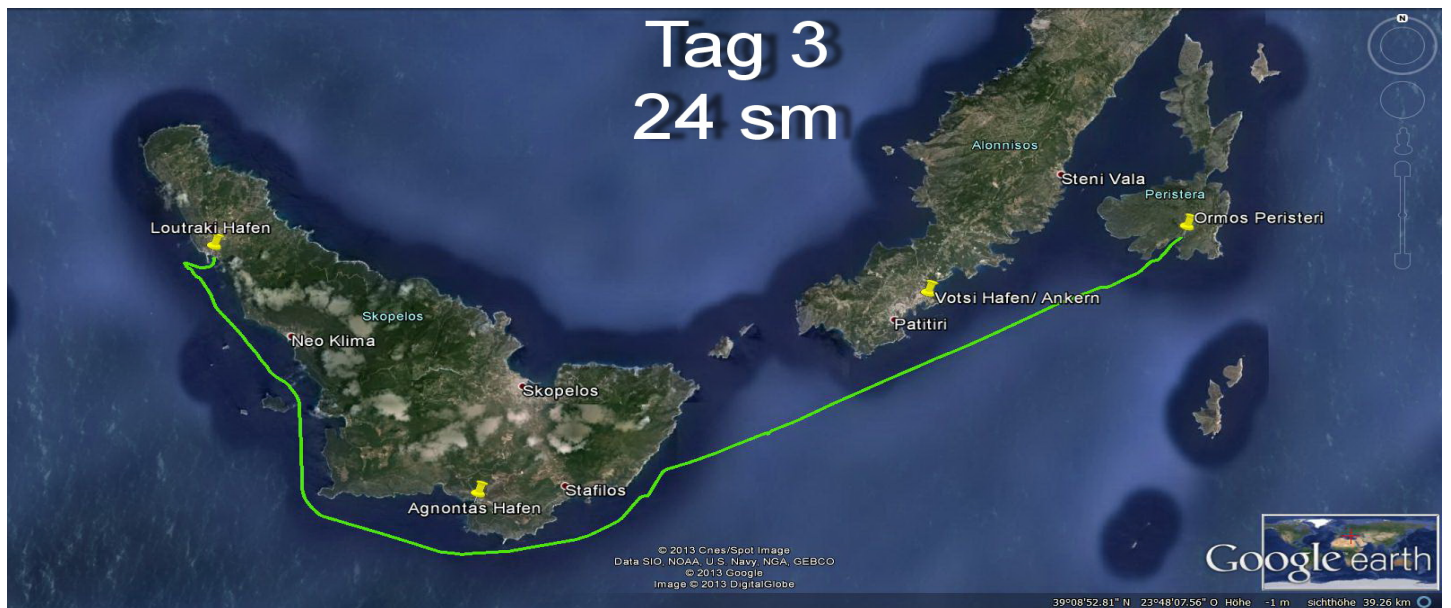 Tag 3
24 sm
N
Alonnisos
Steni Vala
Peristera
Ormos Peristeri
Loutraki Hafen
Votsi Hafen/ Ankern
Patitiri
Skopelos
Neo Klima
Skopelos
Stafilos
Agnontas Hafen
© 2013 Cnes/Spot Image
Data SIO, NOAA, U.S. Navy, NGA, GEBCO
© 2013 Google
Image © 2013 DigitalGlobe
Google earth
39°08'52.81" N 23°48'07.56" O Höhe -1 m sichthöhe 39.26 km